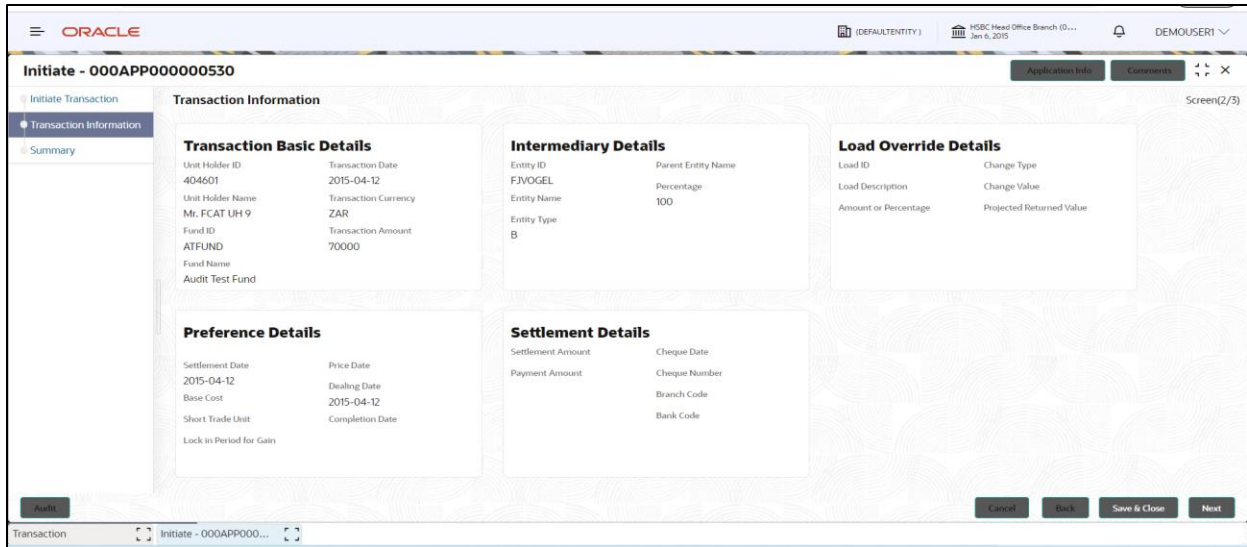 ORACLE
(DEFAULTENTITY)
HSBC Head Office Branch (0...
Jan 6, 2015
DEMOUSER1
Initiate - 000APP000000530
Application Info
Comments
Initiate Transaction
Transaction Information
Summary
Transaction Information
Screen(2/3)
Transaction Basic Details
Unit Holder ID
404601
Unit Holder Name
Mr. FCAT UH 9
Fund ID
ATFUND
Fund Name
Audit Test Fund
Transaction Date
2015-04-12
Transaction Currency
ZAR
Transaction Amount
70000
Intermediary Details
Entity ID
FJVOGEL
Entity Name
Entity Type
B
Parent Entity Name
Percentage
100
Load Override Details
Load ID
Load Description
Amount or Percentage
Change Type
Change Value
Projected Returned Value
Preference Details
Settlement Date
2015-04-12
Base Cost
Short Trade Unit
Lock in Period for Gain
Price Date
Dealing Date
2015-04-12
Completion Date
Settlement Details
Settlement Amount
Payment Amount
Cheque Date
Cheque Number
Branch Code
Bank Code
Audit
Cancel
Back
Save & Close
Next
Transaction
Initiate - 000APP000...